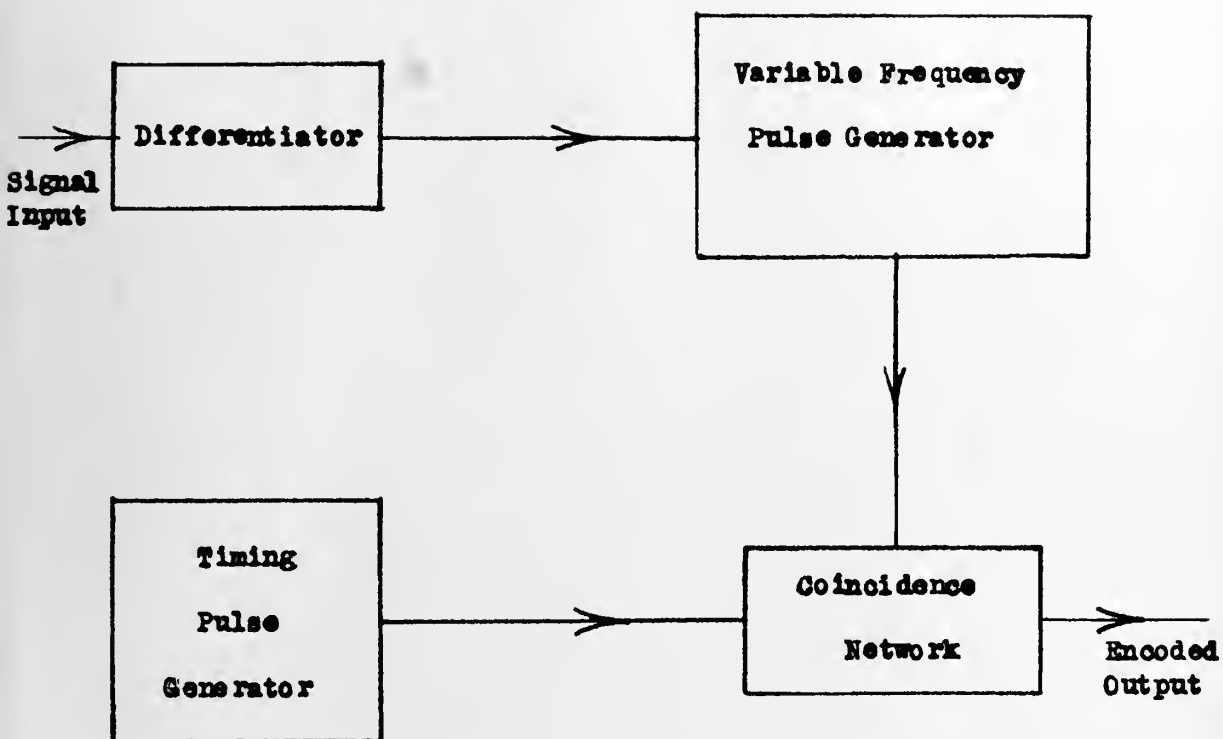 Variable Frequency
Pulse Generator
Differentiator
Signal
Input
Timing
Pulse
Generator
Coincidence
Network
Encoded
Output